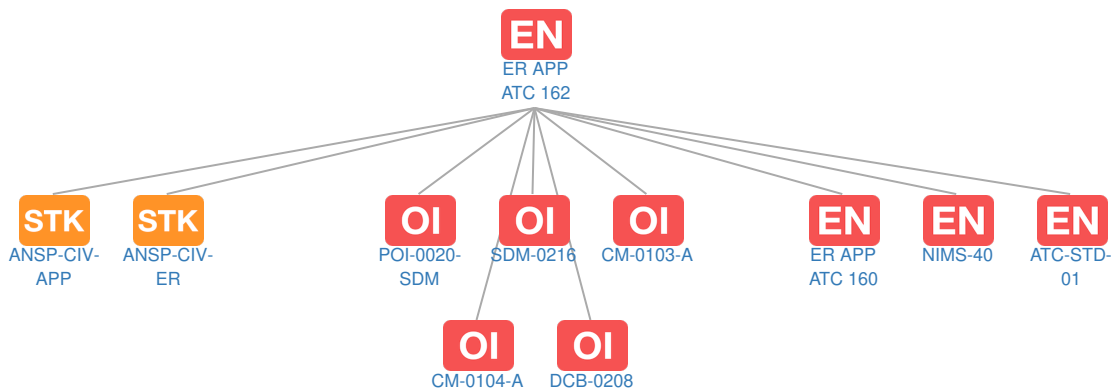 EN
ER APP
ATC 162
STK
ANSP-CIV-
APP
STK
ANSP-CIV-
ER
OI
POI-0020-
SDM
OI
SDM-0216
OI
CM-0103-A
EN
ER APP
ATC 160
EN
NIMS-40
EN
ATC-STD-
01
OI
CM-0104-A
OI
DCB-0208